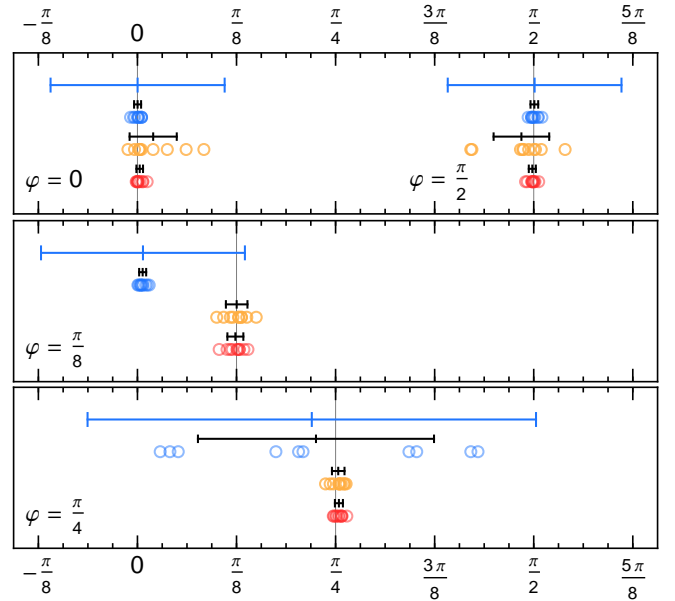 −π/8 0 π/8 π/4 3π/8 π/2 5π/8
φ = 0 φ = π/2
φ = π/8
φ = π/4
−π/8 0 π/8 π/4 3π/8 π/2 5π/8